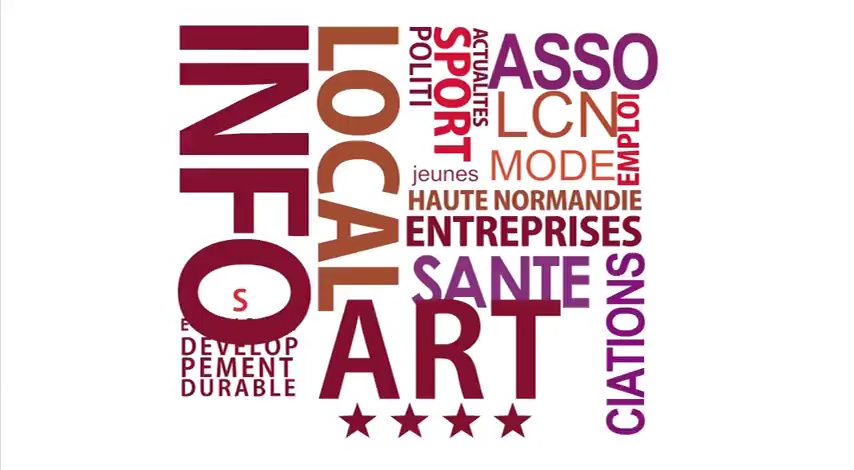 INFO
LOCAL
POLITI
SPORT
ACTUALITES
ASSO
LCN
EMPLOI
jeunes
MODE
HAUTE NORMANDIE
ENTREPRISES
SANTE
CIATIONS
S
DEVELOP
PEMENT
DURABLE
ART